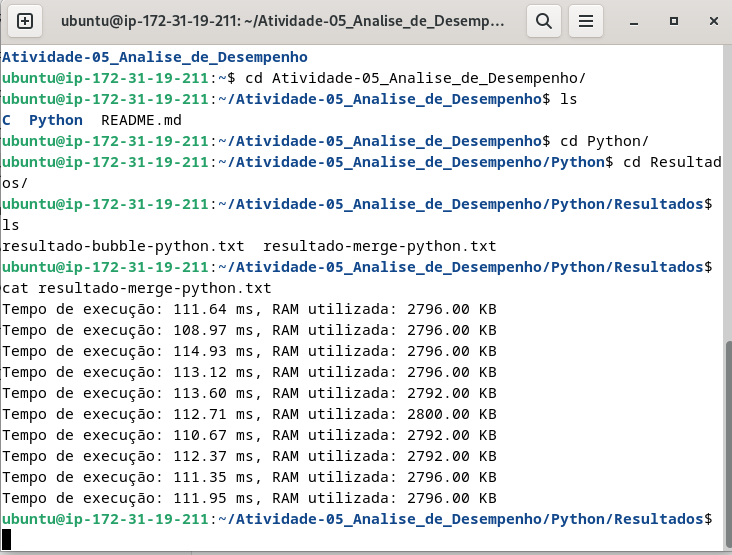 ubuntu@ip-172-31-19-211: ~/Atividade-05_Analise_de_Desemp...
Atividade-05_Analise_de_Desempenho
ubuntu@ip-172-31-19-211:~$ cd Atividade-05_Analise_de_Desempenho/
ubuntu@ip-172-31-19-211:~/Atividade-05_Analise_de_Desempenho$ ls
C  Python  README.md
ubuntu@ip-172-31-19-211:~/Atividade-05_Analise_de_Desempenho$ cd Python/
ubuntu@ip-172-31-19-211:~/Atividade-05_Analise_de_Desempenho/Python$ cd Resultad
os/
ubuntu@ip-172-31-19-211:~/Atividade-05_Analise_de_Desempenho/Python/Resultados$
ls
resultado-bubble-python.txt  resultado-merge-python.txt
ubuntu@ip-172-31-19-211:~/Atividade-05_Analise_de_Desempenho/Python/Resultados$
cat resultado-merge-python.txt
Tempo de execução: 111.64 ms, RAM utilizada: 2796.00 KB
Tempo de execução: 108.97 ms, RAM utilizada: 2796.00 KB
Tempo de execução: 114.93 ms, RAM utilizada: 2796.00 KB
Tempo de execução: 113.12 ms, RAM utilizada: 2796.00 KB
Tempo de execução: 113.60 ms, RAM utilizada: 2792.00 KB
Tempo de execução: 112.71 ms, RAM utilizada: 2800.00 KB
Tempo de execução: 110.67 ms, RAM utilizada: 2792.00 KB
Tempo de execução: 112.37 ms, RAM utilizada: 2792.00 KB
Tempo de execução: 111.35 ms, RAM utilizada: 2796.00 KB
Tempo de execução: 111.95 ms, RAM utilizada: 2796.00 KB
ubuntu@ip-172-31-19-211:~/Atividade-05_Analise_de_Desempenho/Python/Resultados$